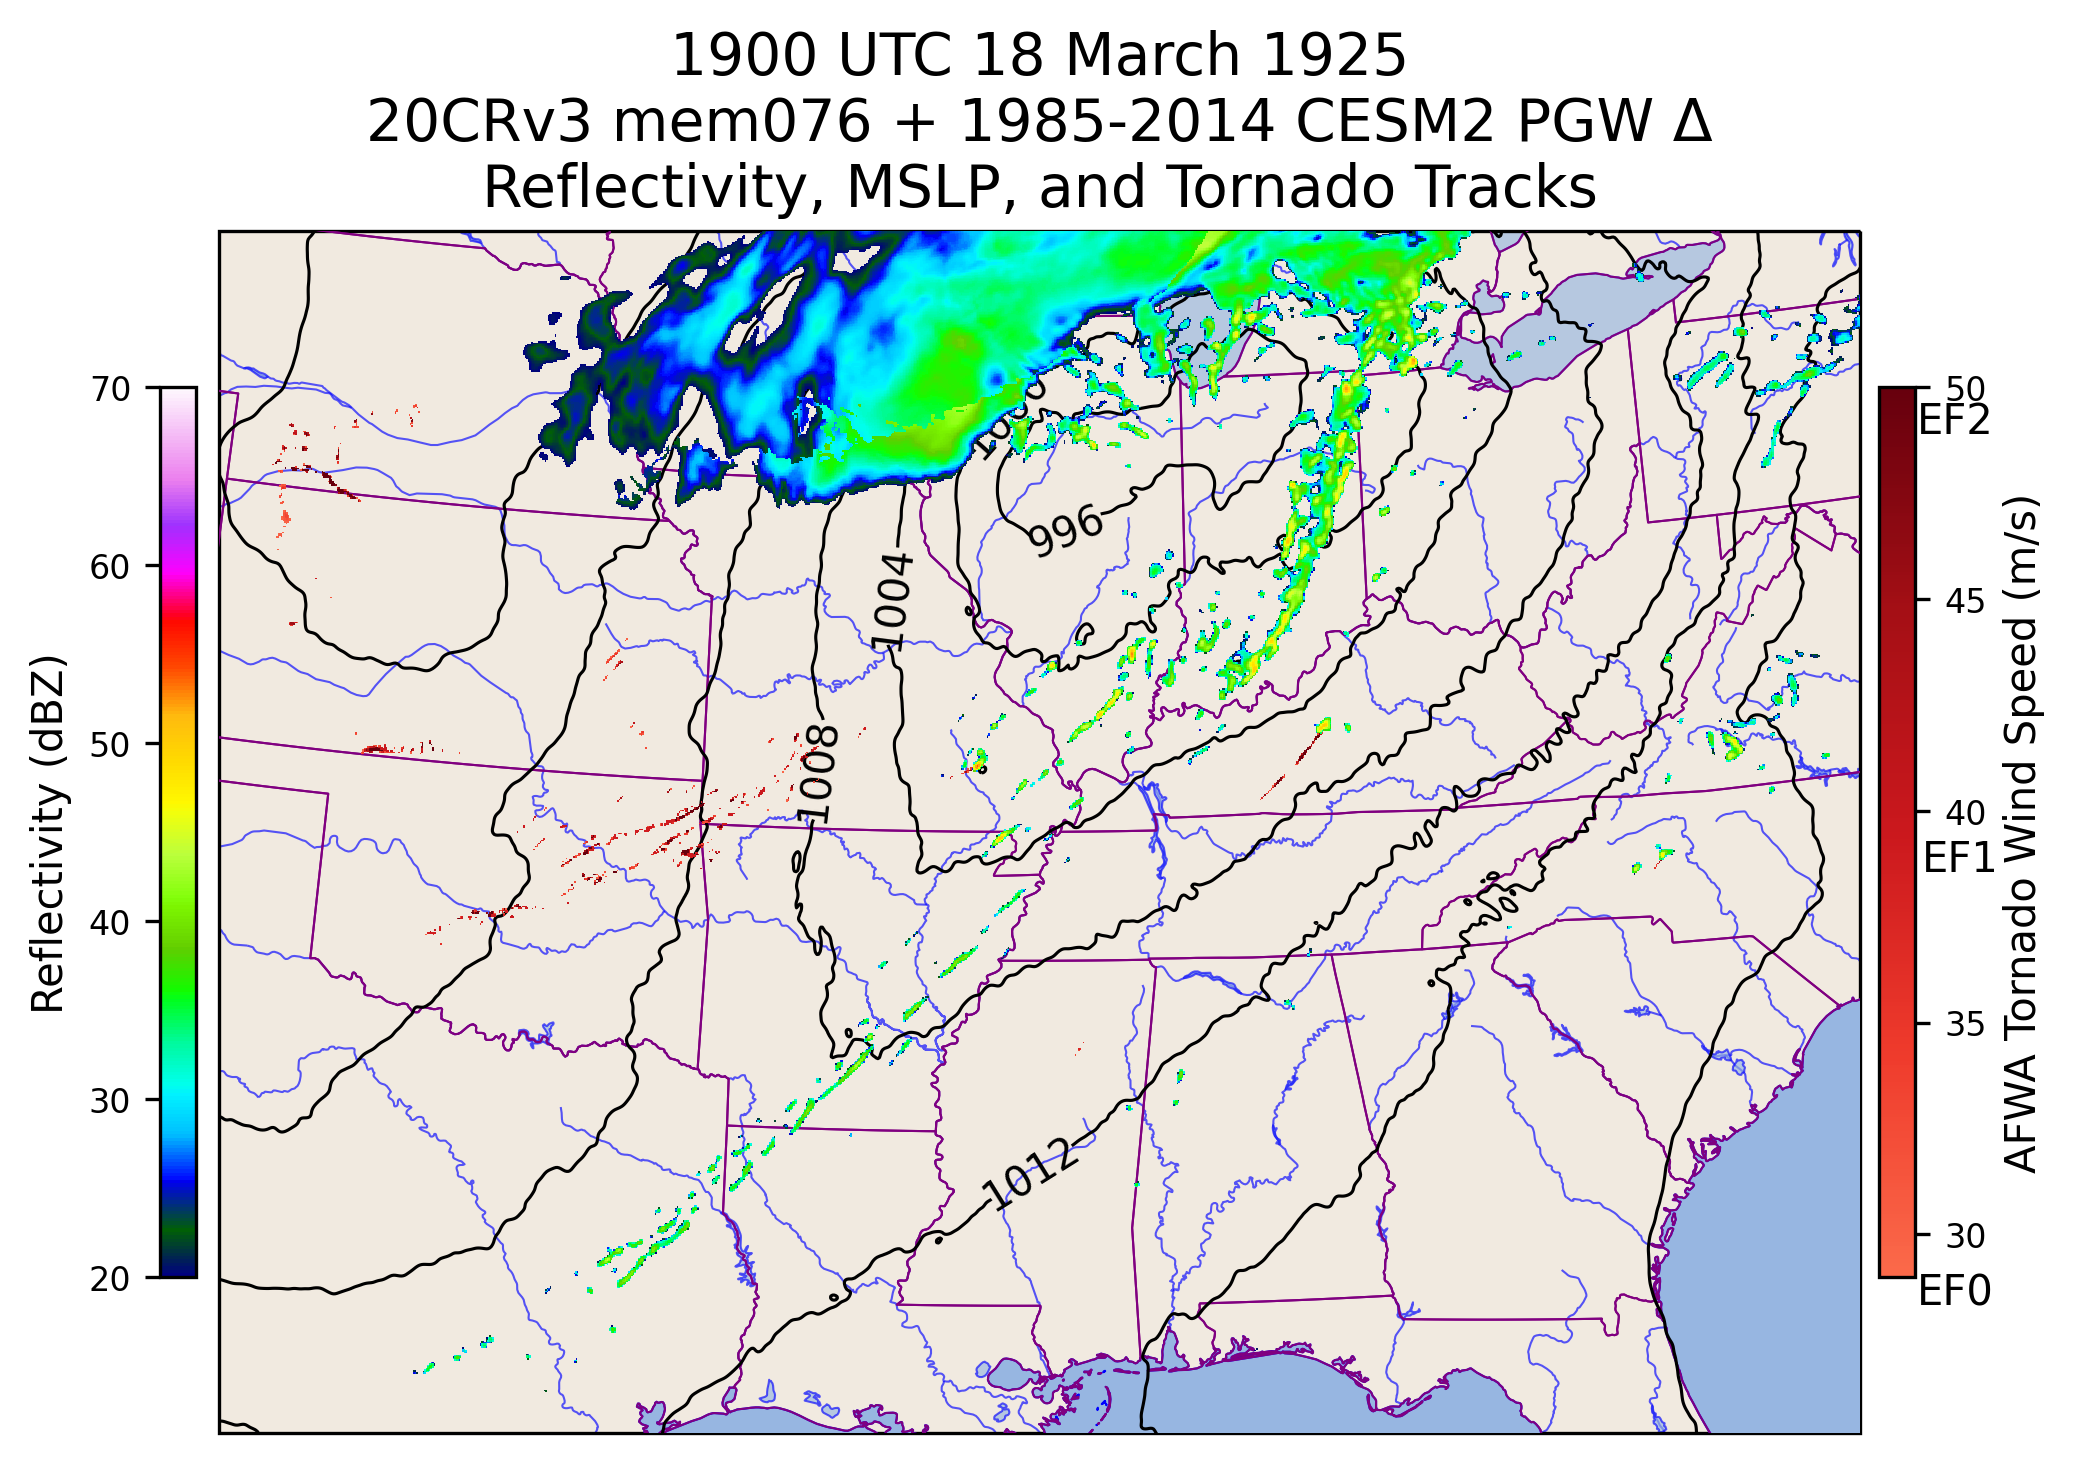 1900 UTC 18 March 1925
20CRv3 mem076 + 1985-2014 CESM2 PGW Δ
Reflectivity, MSLP, and Tornado Tracks
Reflectivity (dBZ)
70
60
50
40
30
20
996
1004
1008
1012
50
EF2
45
40
EF1
35
30
EF0
AFWA Tornado Wind Speed (m/s)